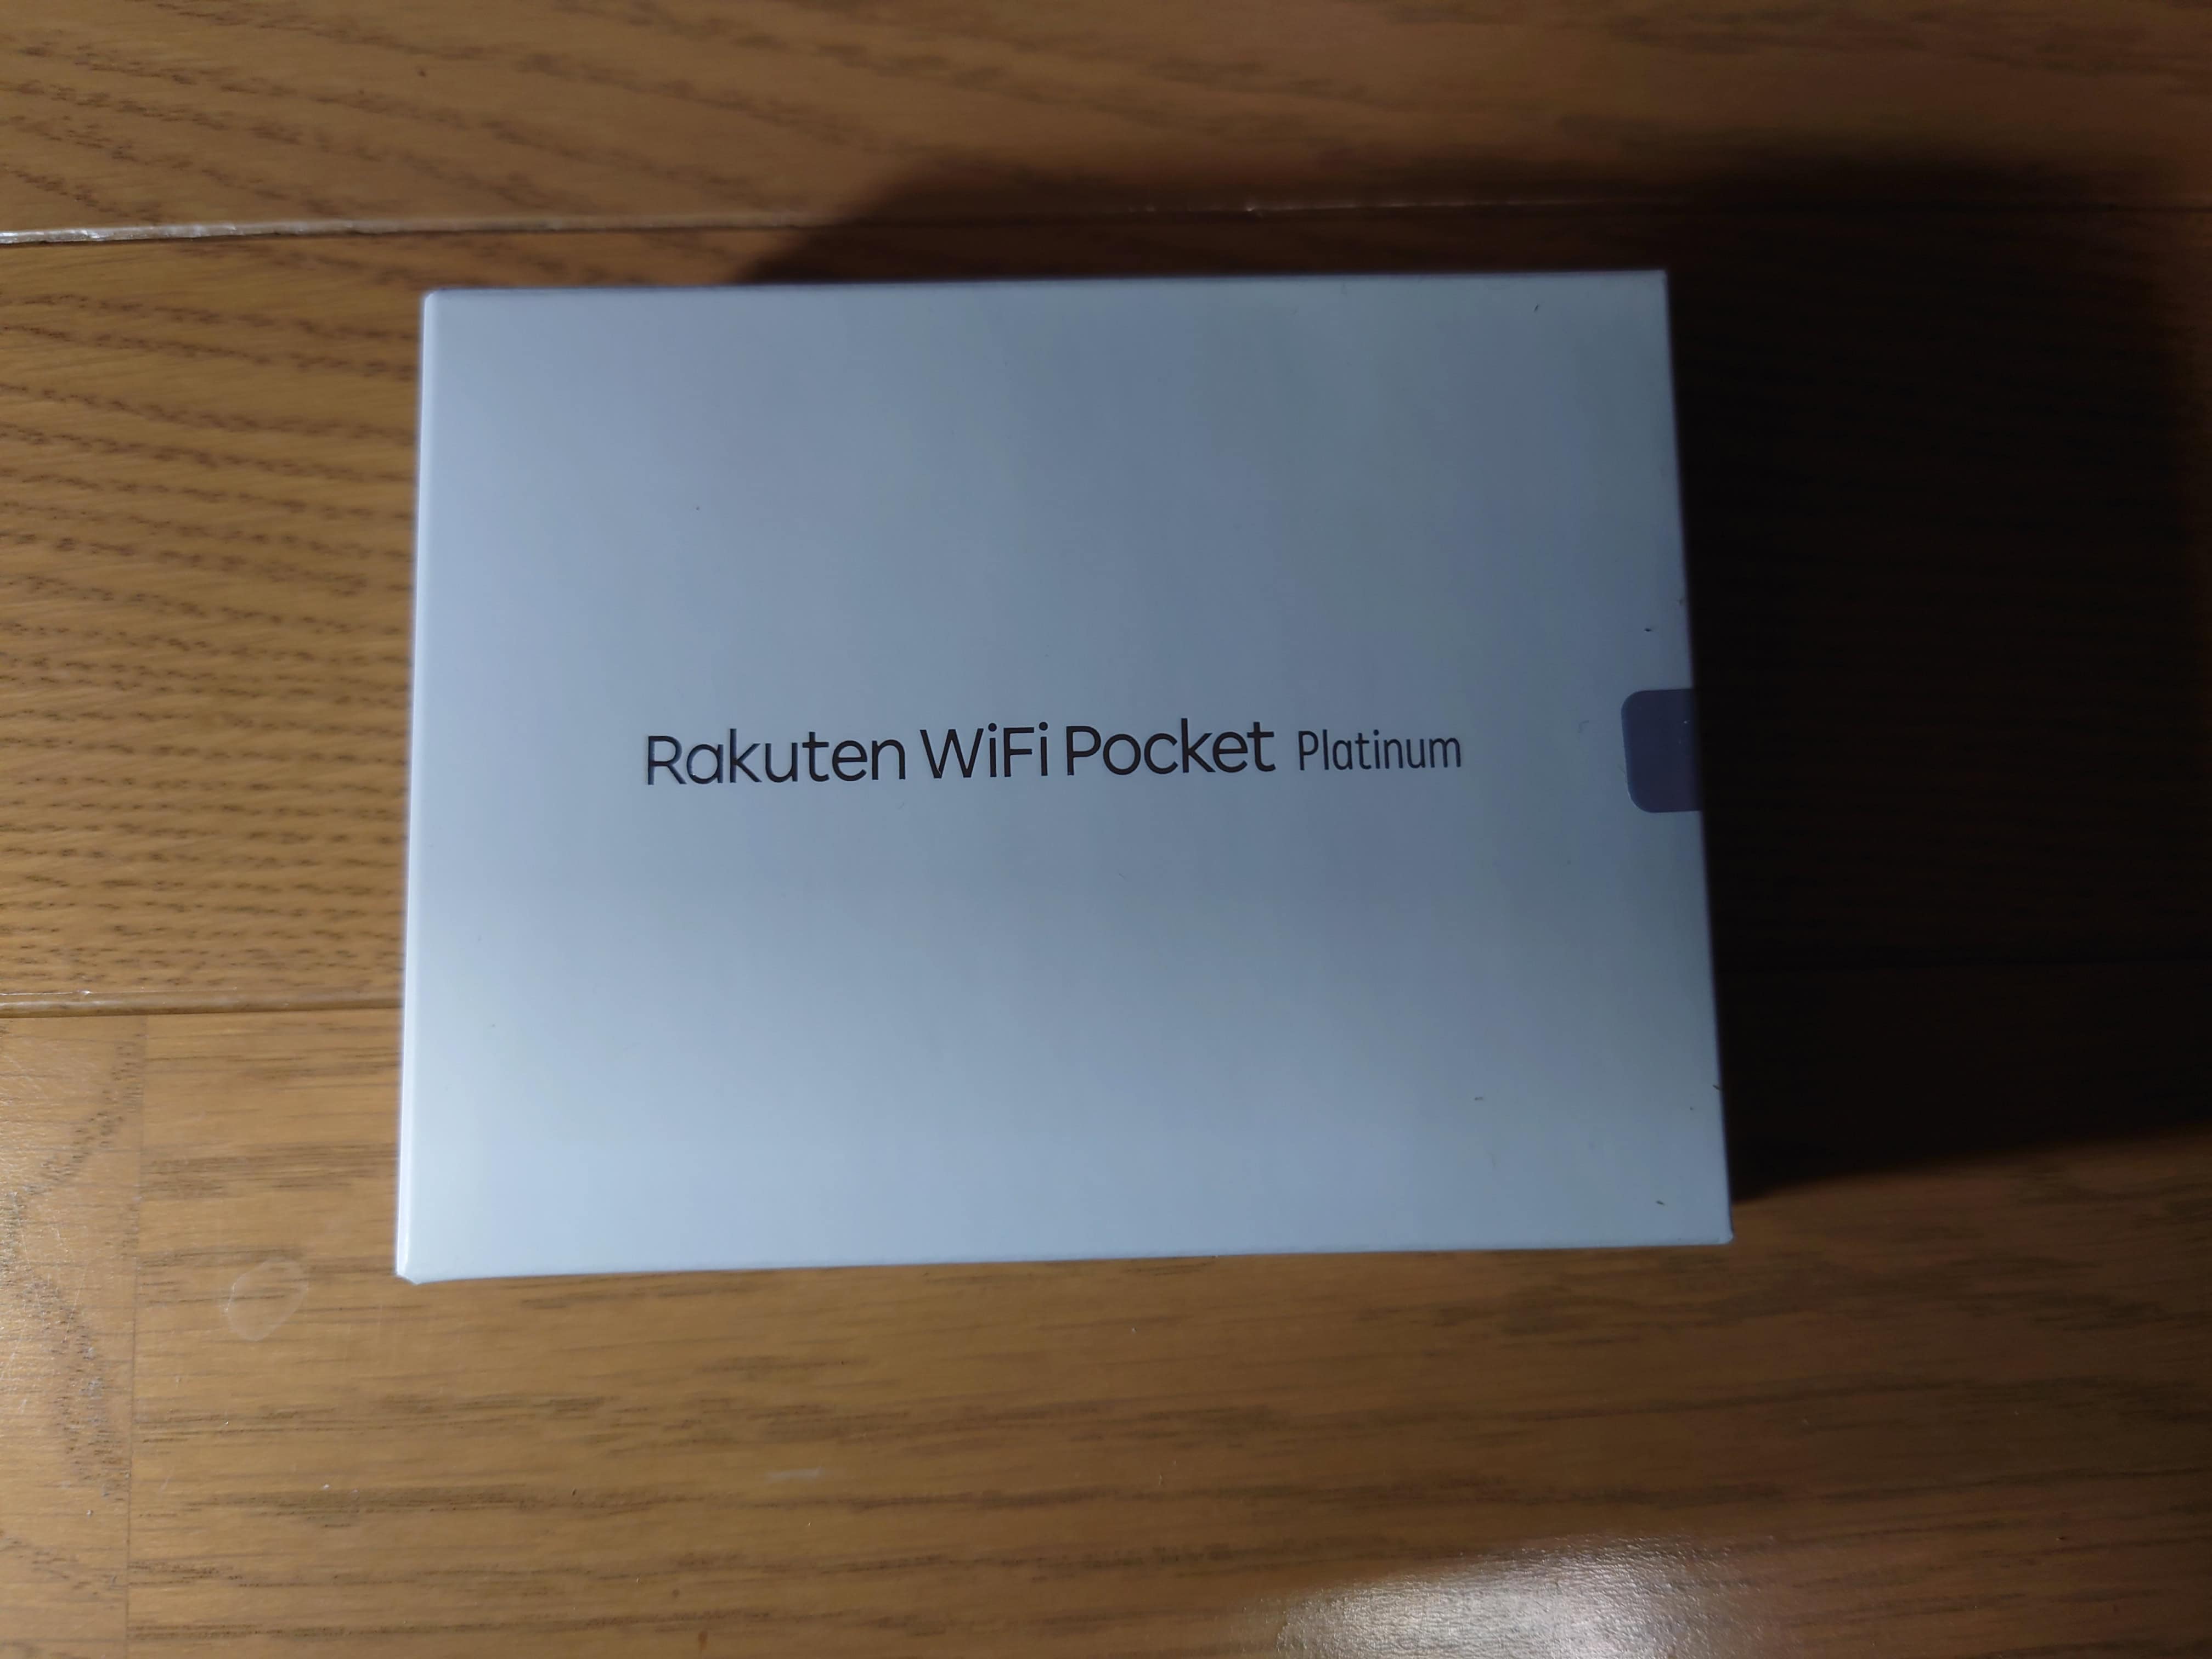 Rakuten WiFi Pocket Platinum